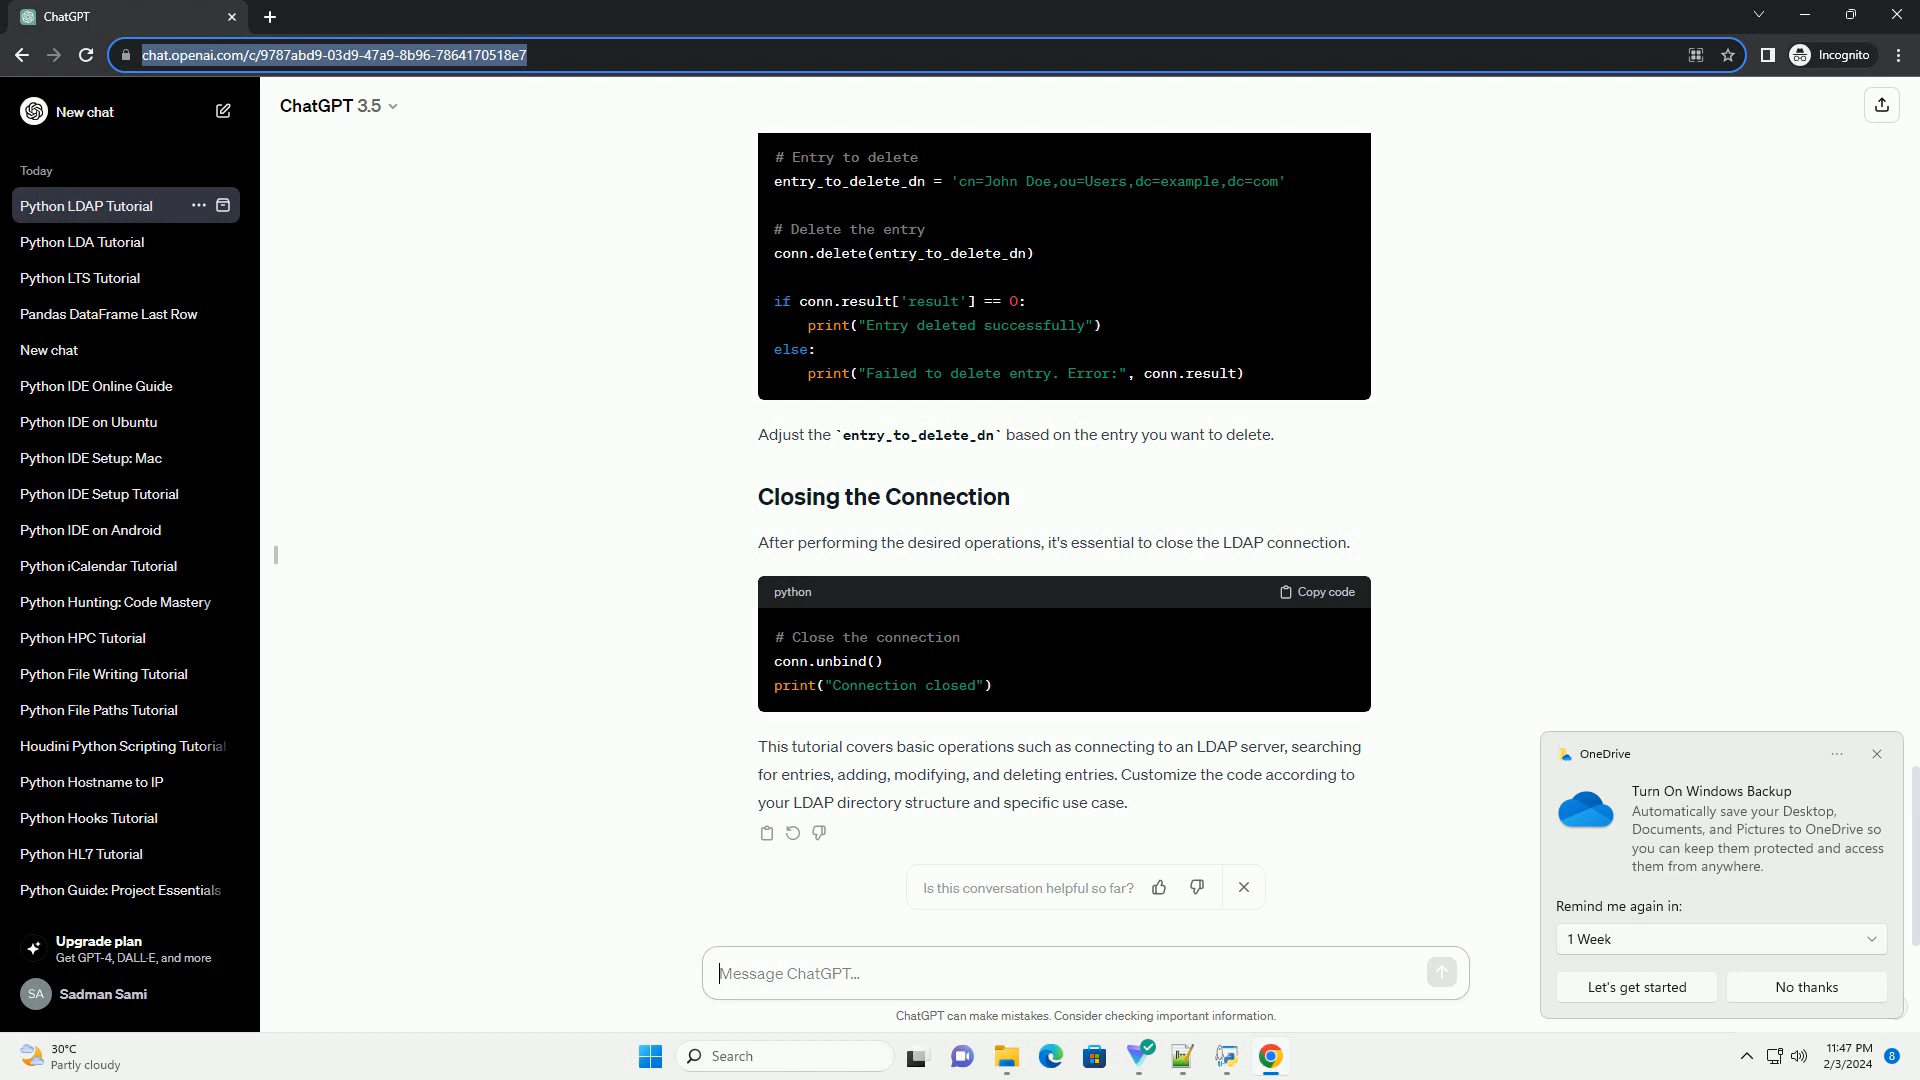 ChatGPT
chat.openai.com/c/9787abd9-03d9-47a9-8b96-7864170518e7
Incognito
New chat
Today
Python LDAP Tutorial
Python LDA Tutorial
Python LTS Tutorial
Pandas DataFrame Last Row
New chat
Python IDE Online Guide
Python IDE on Ubuntu
Python IDE Setup: Mac
Python IDE Setup Tutorial
Python IDE on Android
Python iCalendar Tutorial
Python Hunting: Code Mastery
Python HPC Tutorial
Python File Writing Tutorial
Python File Paths Tutorial
Houdini Python Scripting Tutorial
Python Hostname to IP
Python Hooks Tutorial
Python HL7 Tutorial
Python Guide: Project Essentials
Upgrade plan
Get GPT-4, DALL·E, and more
SA
Sadman Sami
ChatGPT 3.5
# Entry to delete
entry_to_delete_dn = 'cn=John Doe,ou=Users,dc=example,dc=com'
# Delete the entry
conn.delete(entry_to_delete_dn)
if conn.result['result'] == 0:
    print("Entry deleted successfully")
else:
    print("Failed to delete entry. Error:", conn.result)
Adjust the `entry_to_delete_dn` based on the entry you want to delete.
Closing the Connection
After performing the desired operations, it's essential to close the LDAP connection.
python
Copy code
# Close the connection
conn.unbind()
print("Connection closed")
This tutorial covers basic operations such as connecting to an LDAP server, searching
for entries, adding, modifying, and deleting entries. Customize the code according to
your LDAP directory structure and specific use case.
Is this conversation helpful so far?
Message ChatGPT...
ChatGPT can make mistakes. Consider checking important information.
OneDrive
Turn On Windows Backup
Automatically save your Desktop,
Documents, and Pictures to OneDrive so
you can keep them protected and access
them from anywhere.
Remind me again in:
1 Week
Let's get started
No thanks
30°C
Partly cloudy
Search
11:47 PM
2/3/2024
8